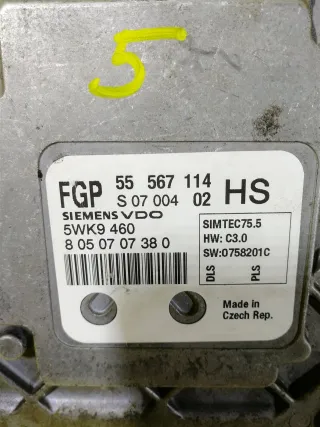 5
FGP 55 567 114 HS
S 07 004 02
SIEMENS VDO
5WK9 460
8 05 07 07 38 0
SIMTEC75.5
HW: C3.0
SW:0758201C
DLS
PLS
Made in
Czech Rep.